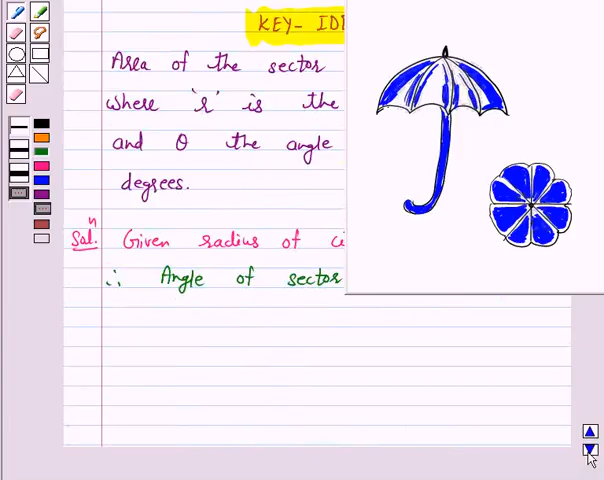 KEY- IDE
Area of the sector
where 'r' is the
and θ the angle
degrees.
Solⁿ. Given radius of ci
∴ Angle of sector